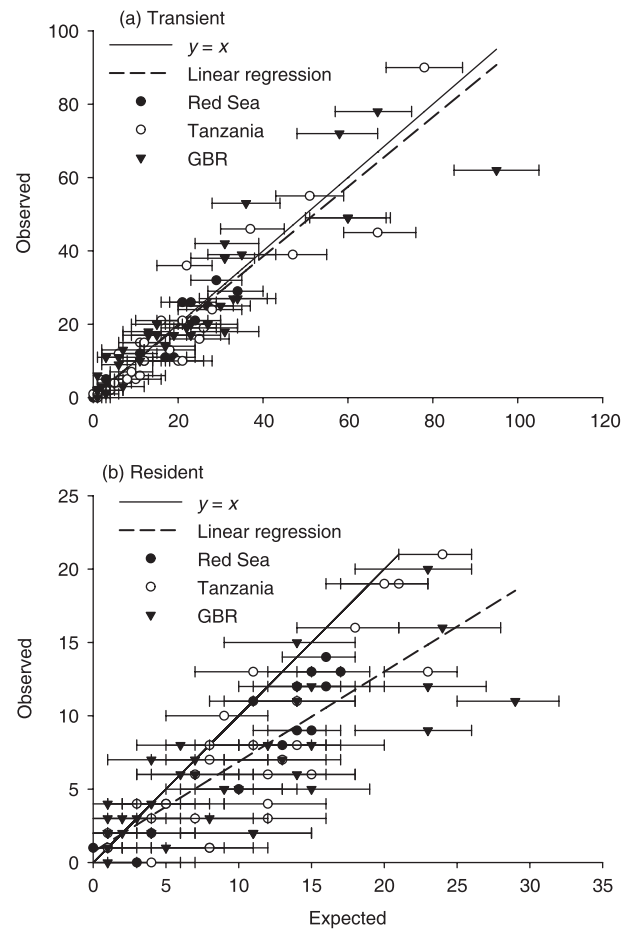 (a) Transient
y = x
Linear regression
Red Sea
Tanzania
GBR
Observed
100
80
60
40
20
0
0 20 40 60 80 100 120
(b) Resident
y = x
Linear regression
Red Sea
Tanzania
GBR
Observed
25
20
15
10
5
0
0 5 10 15 20 25 30 35
Expected